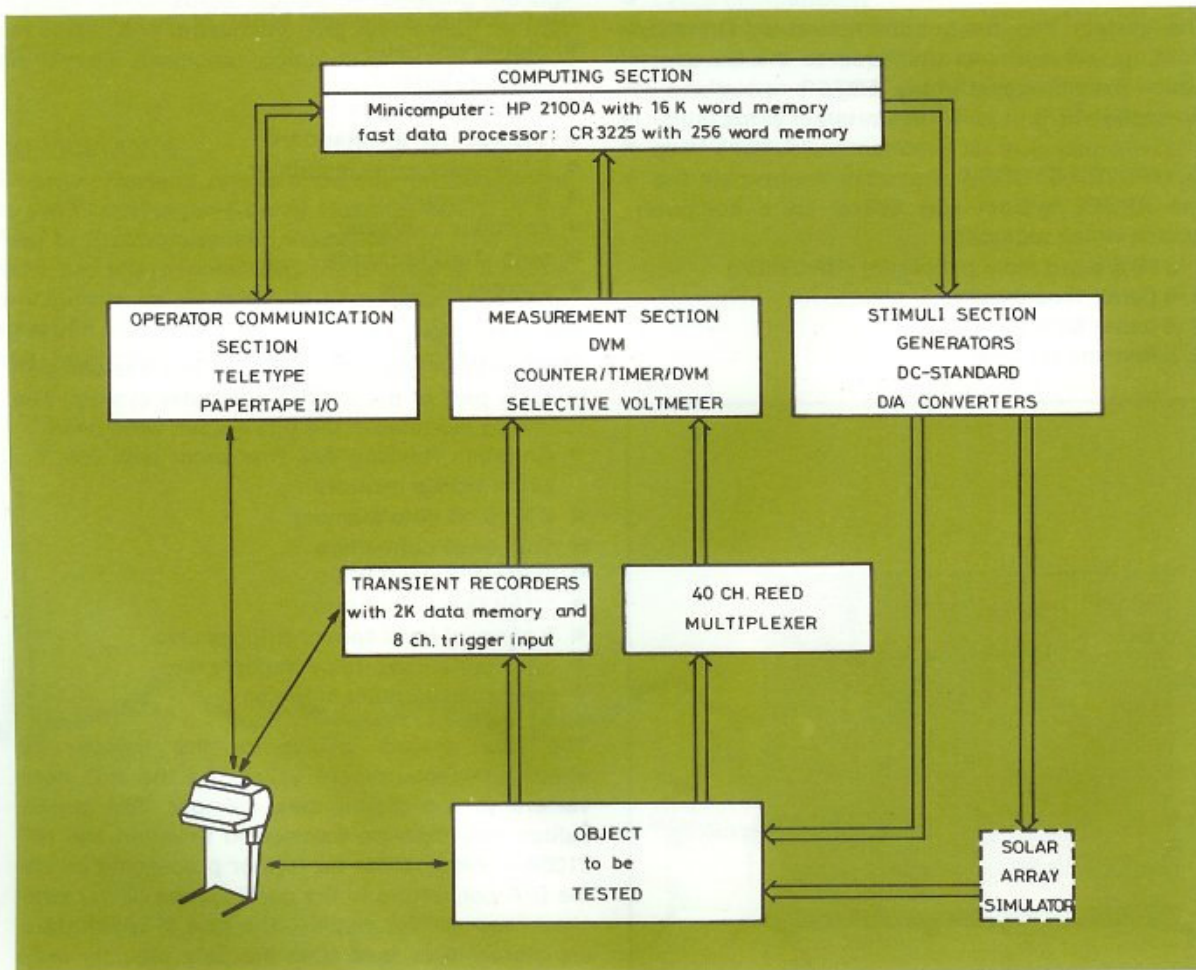 COMPUTING SECTION
Minicomputer: HP 2100A with 16 K word memory
fast data processor: CR 3225 with 256 word memory
OPERATOR COMMUNICATION
SECTION
TELETYPE
PAPERTAPE I/O
MEASUREMENT SECTION
DVM
COUNTER/TIMER/DVM
SELECTIVE VOLTMETER
STIMULI SECTION
GENERATORS
DC-STANDARD
D/A CONVERTERS
TRANSIENT RECORDERS
with 2K data memory and
8 ch. trigger input
40 CH. REED
MULTIPLEXER
OBJECT
to be
TESTED
SOLAR
ARRAY
SIMULATOR